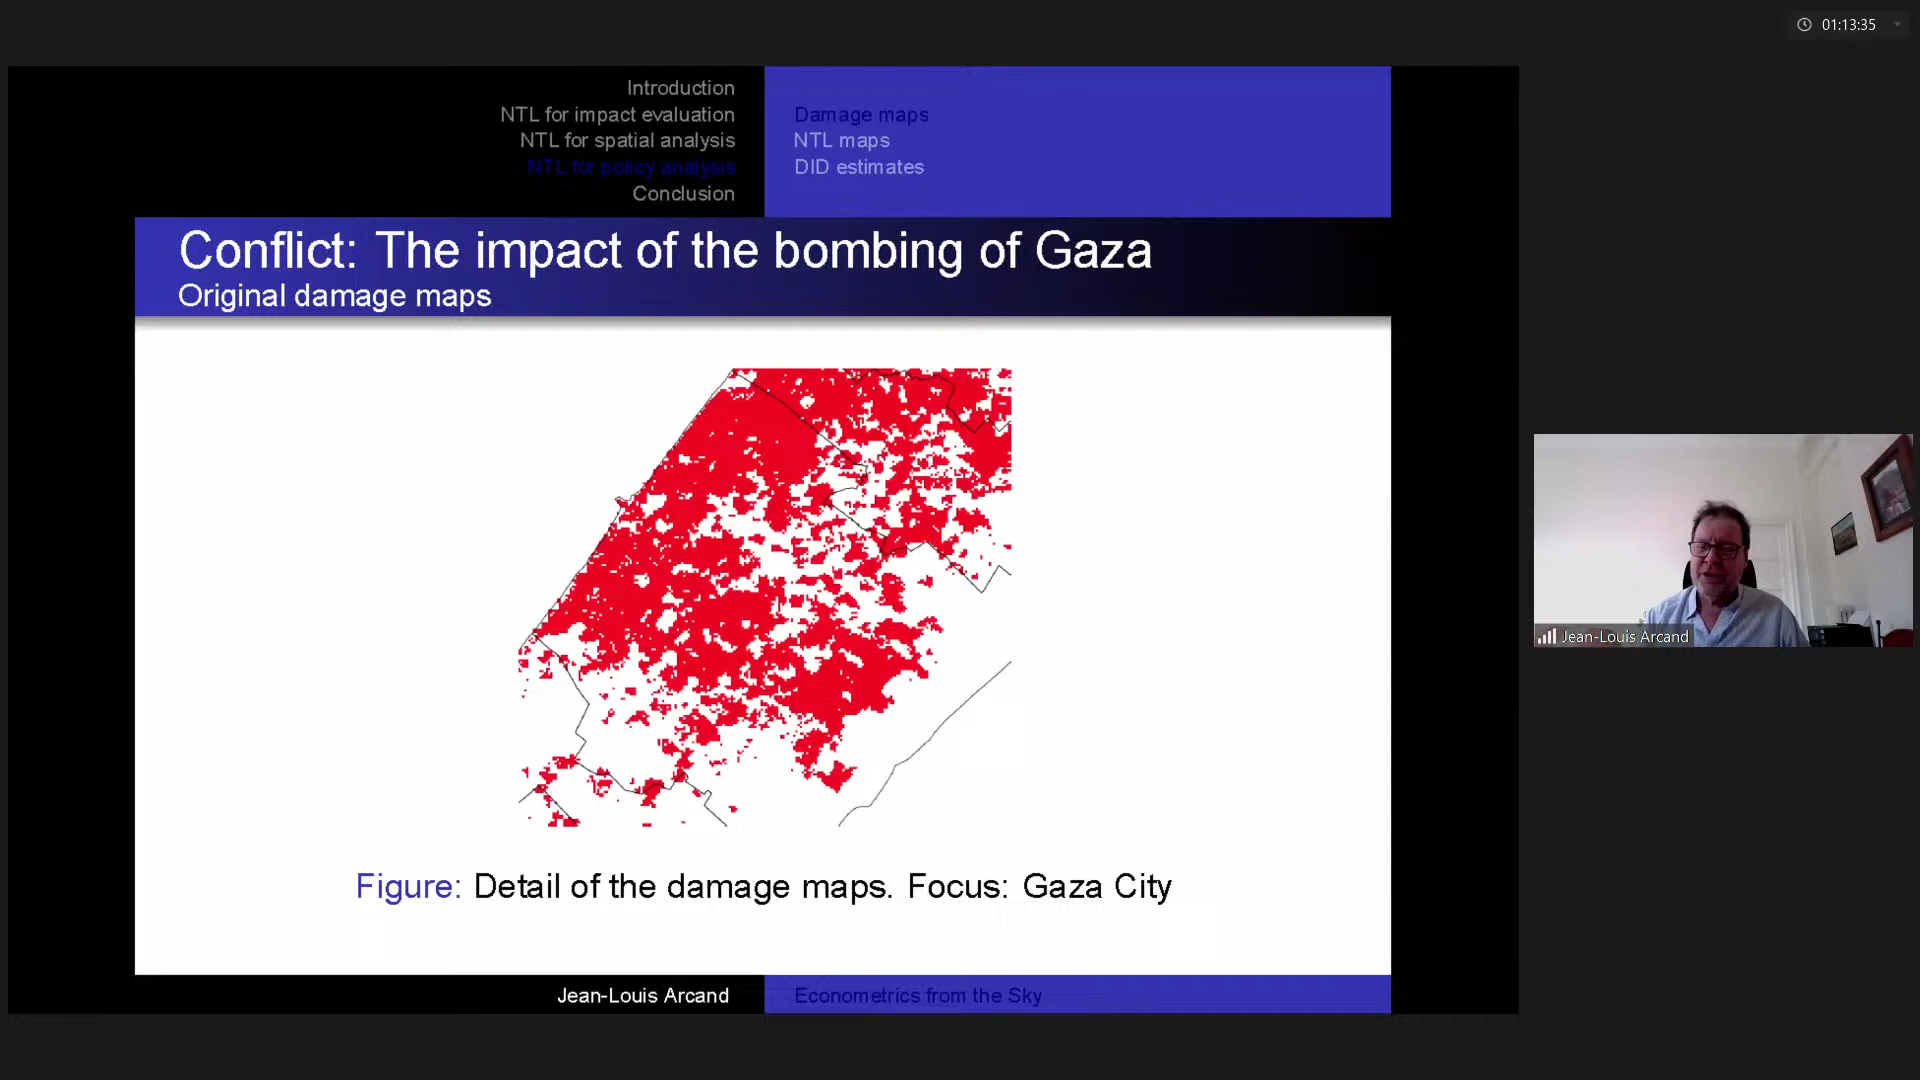 01:13:35
Introduction
NTL for impact evaluation
NTL for spatial analysis
NTL for policy analysis
Conclusion
Damage maps
NTL maps
DID estimates
Conflict: The impact of the bombing of Gaza
Original damage maps
Figure: Detail of the damage maps. Focus: Gaza City
Jean-Louis Arcand
Econometrics from the Sky
Jean-Louis Arcand